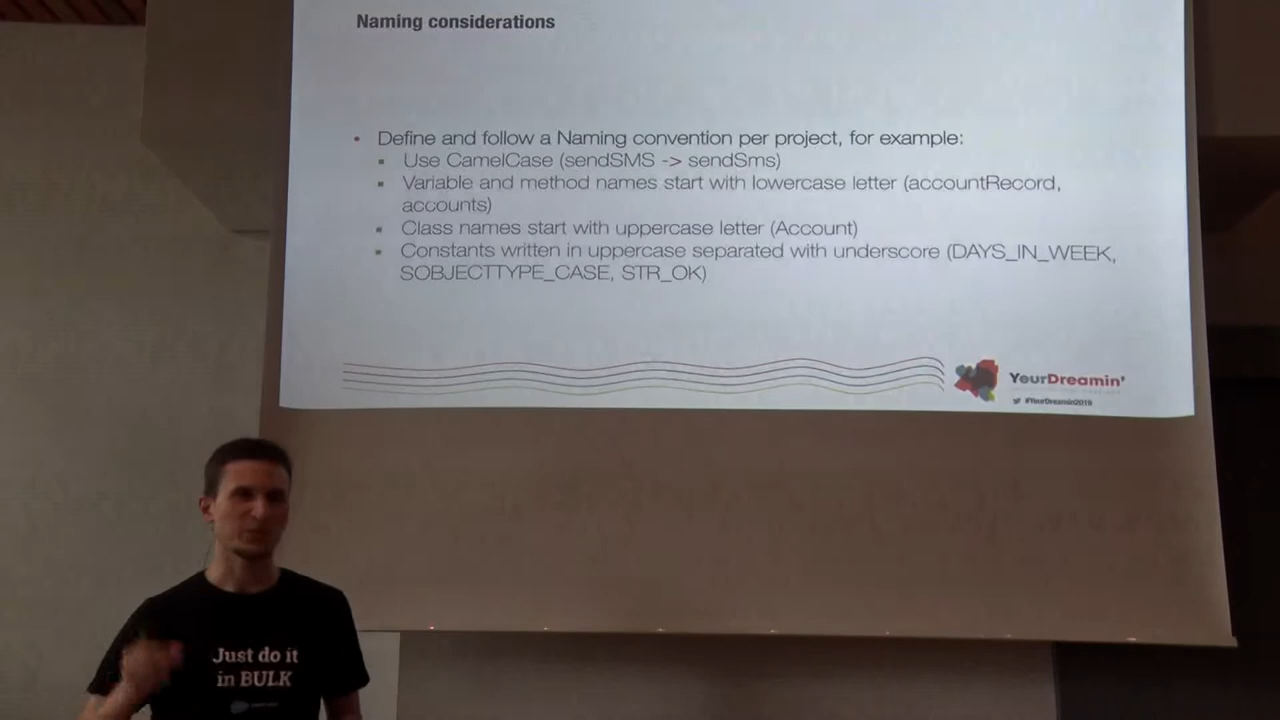 Naming considerations
• Define and follow a Naming convention per project, for example:
▪ Use CamelCase (sendSMS -> sendSms)
▪ Variable and method names start with lowercase letter (accountRecord,
accounts)
▪ Class names start with uppercase letter (Account)
▪ Constants written in uppercase separated with underscore (DAYS_IN_WEEK,
SOBJECTTYPE_CASE, STR_OK)
YourDreamin'
#YourDreamin2019
Just do it
in BULK